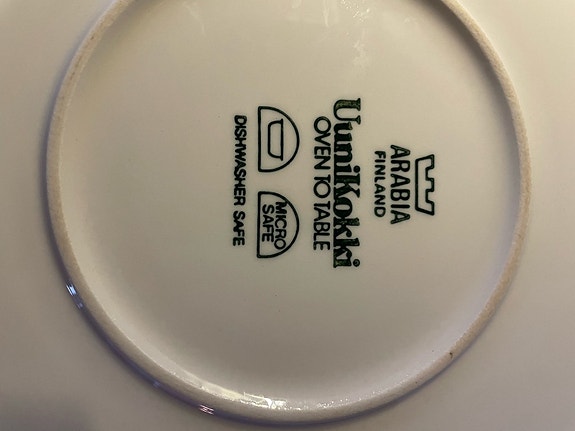 ARABIA
FINLAND
UuniKokki
OVEN TO TABLE
MICRO
SAFE
DISHWASHER SAFE